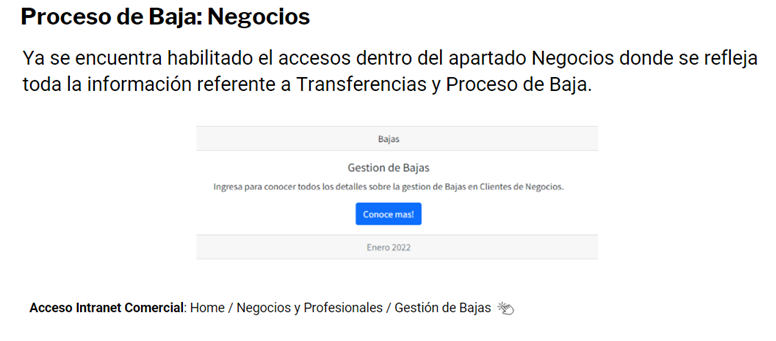 Proceso de Baja: Negocios
Ya se encuentra habilitado el accesos dentro del apartado Negocios donde se refleja
toda la información referente a Transferencias y Proceso de Baja.
Bajas
Gestion de Bajas
Ingresa para conocer todos los detalles sobre la gestion de Bajas en Clientes de Negocios.
Conoce mas!
Enero 2022
Acceso Intranet Comercial: Home / Negocios y Profesionales / Gestión de Bajas